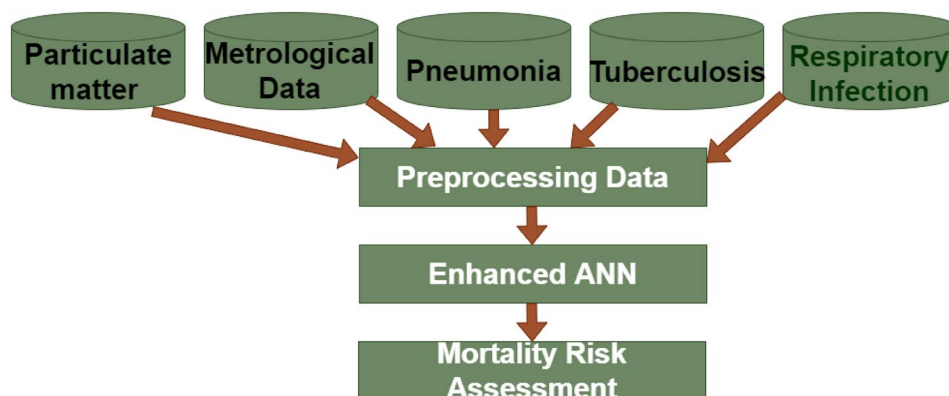 Particulate
matter
Metrological
Data
Pneumonia
Tuberculosis
Respiratory
Infection
Preprocessing Data
Enhanced ANN
Mortality Risk
Assessment